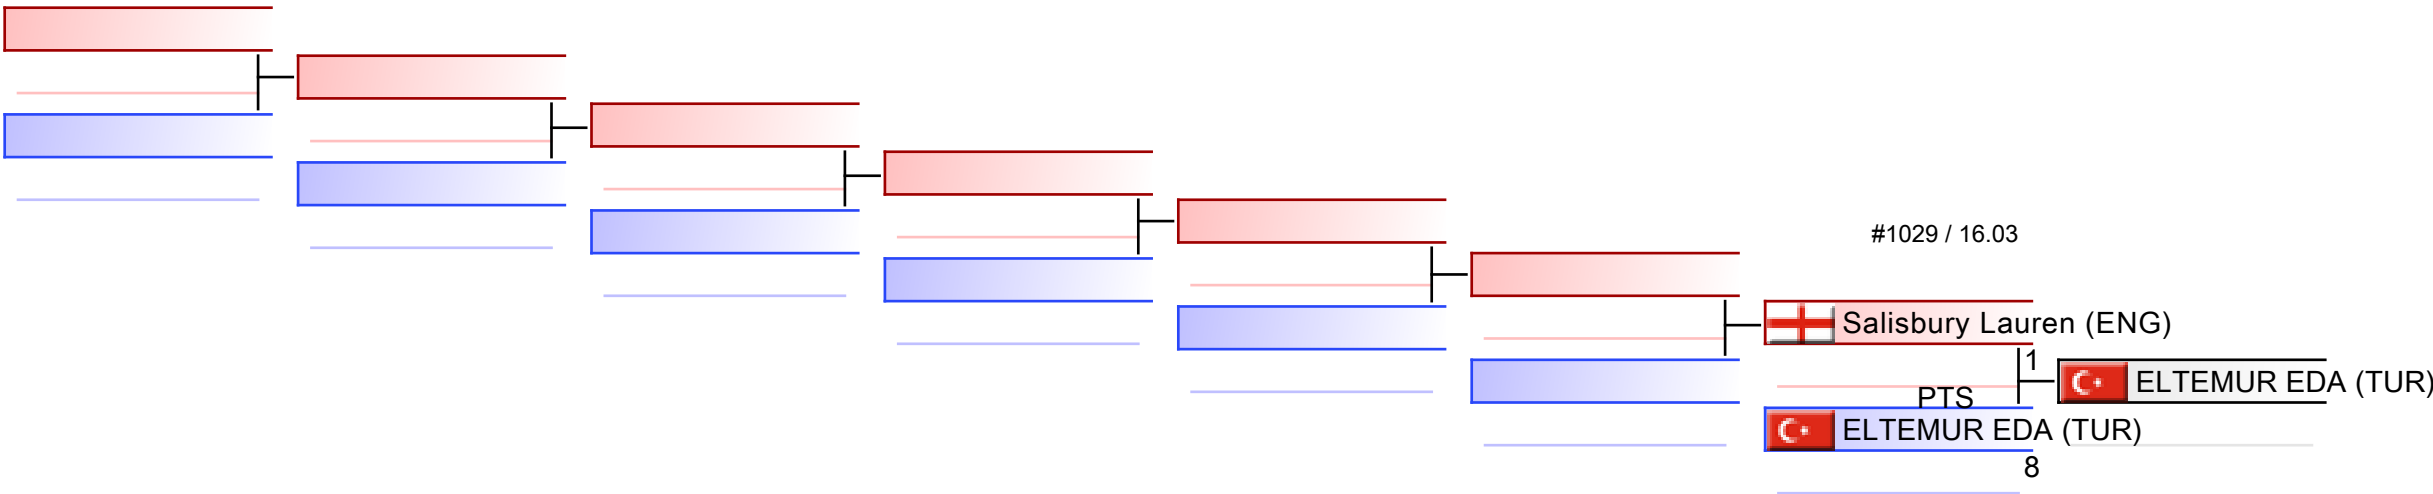 #1029 / 16.03
Salisbury Lauren (ENG)
1
ELTEMUR EDA (TUR)
PTS
ELTEMUR EDA (TUR)
8